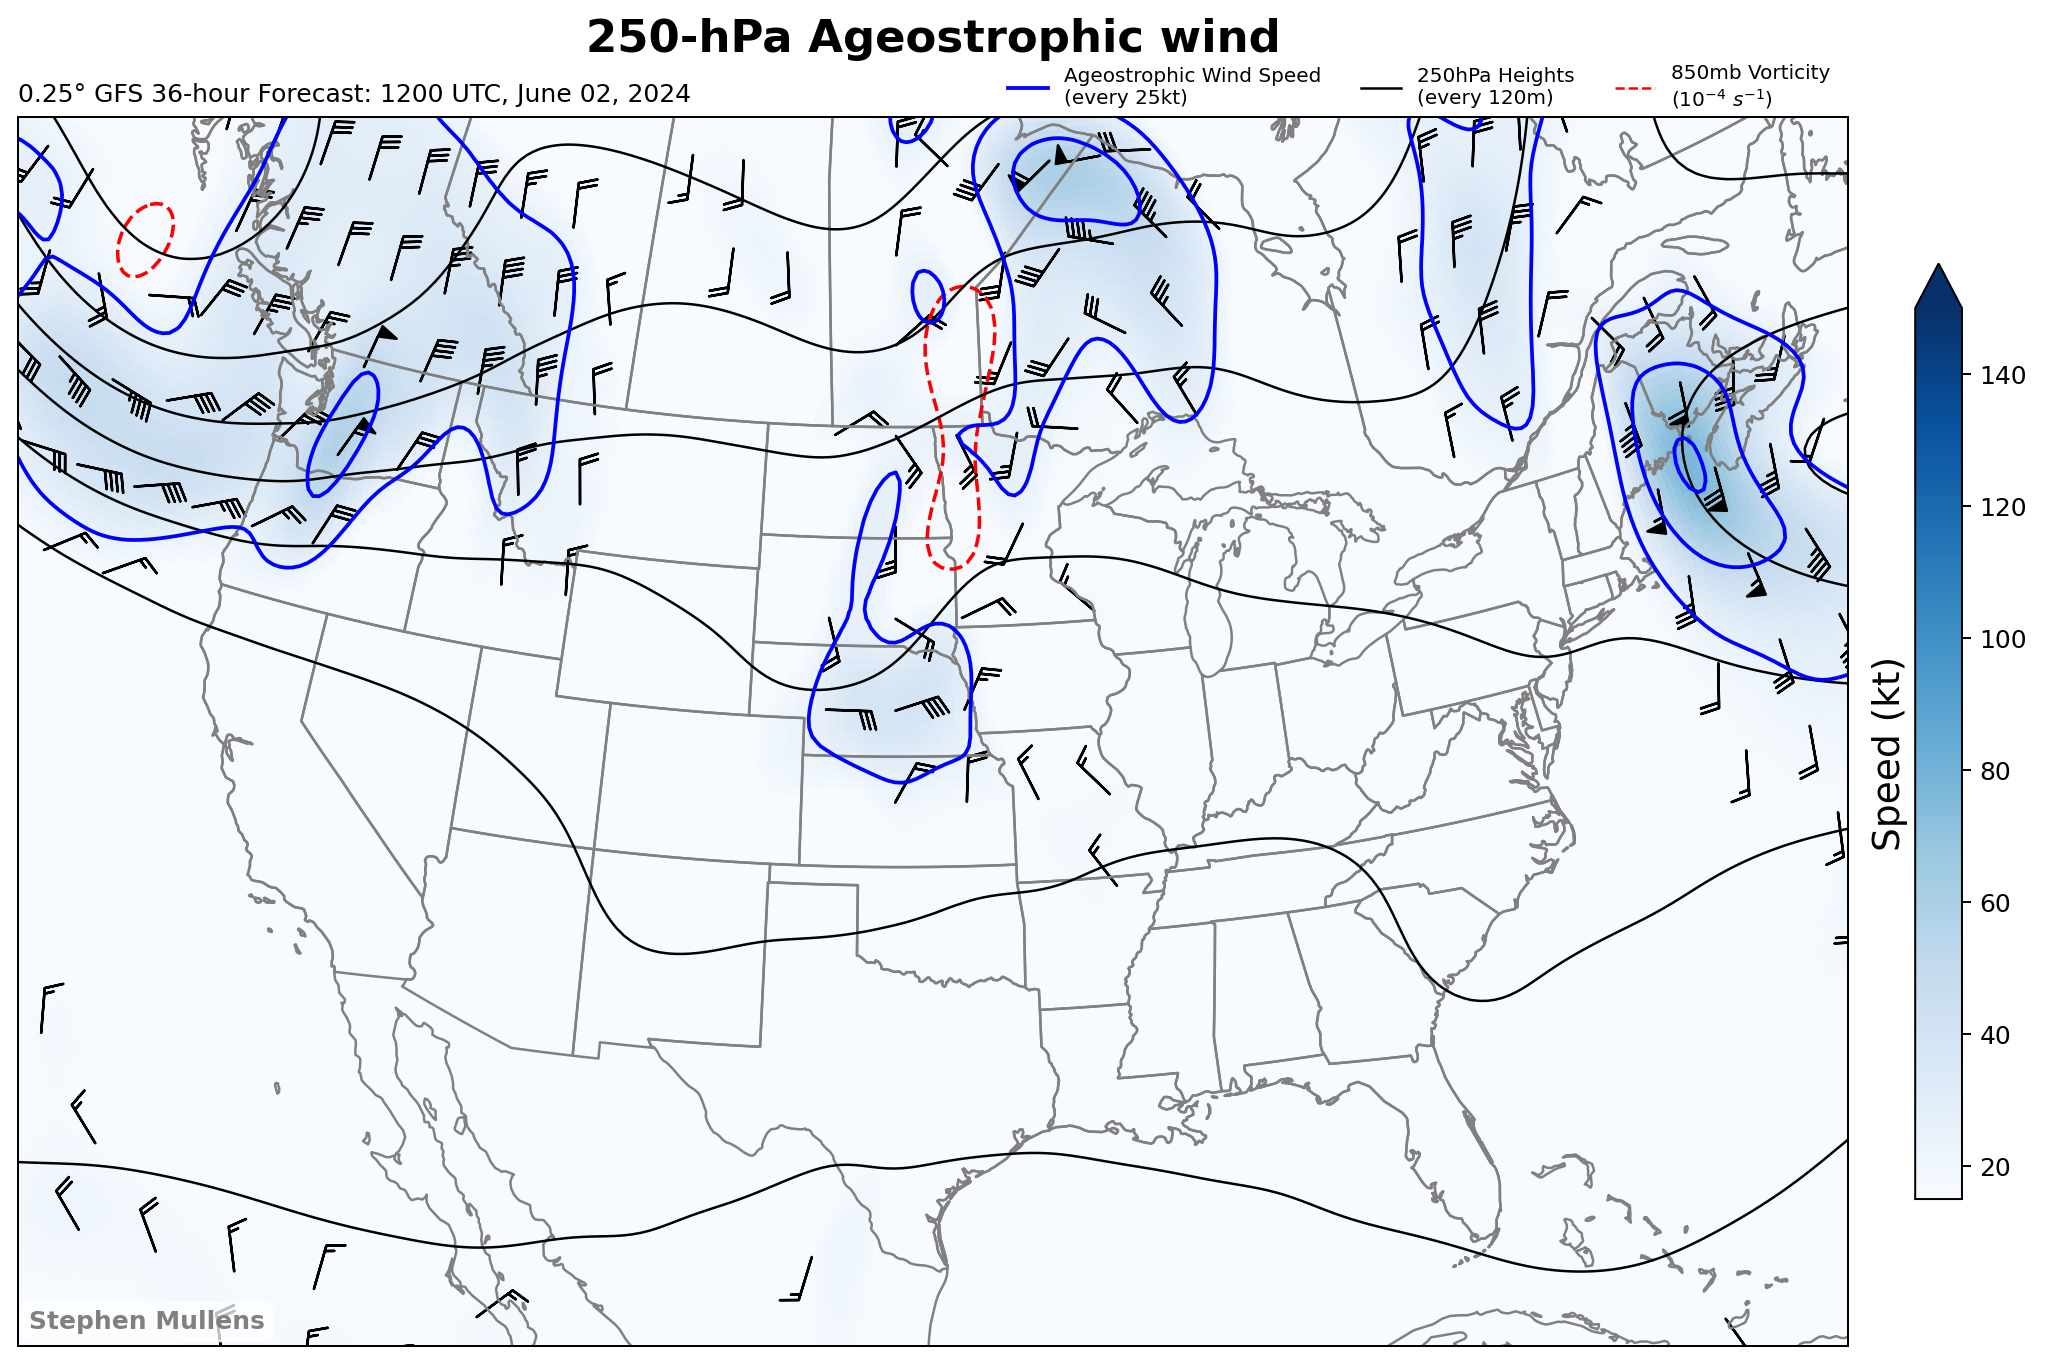 250-hPa Ageostrophic wind
0.25° GFS 36-hour Forecast: 1200 UTC, June 02, 2024
Ageostrophic Wind Speed
(every 25kt)
250hPa Heights
(every 120m)
850mb Vorticity
(10⁻⁴ s⁻¹)
140
120
100
80
60
40
20
Speed (kt)
Stephen Mullens